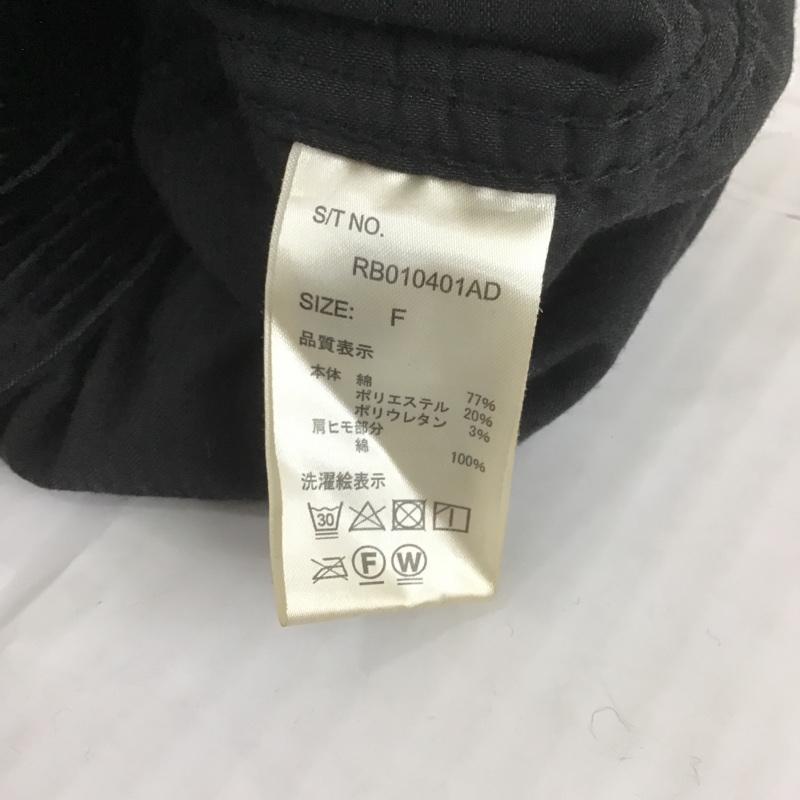 S/T NO.
RB010401AD
SIZE: F
品質表示
本体 綿 77%
ポリエステル 20%
ポリウレタン 3%
肩ヒモ部分
綿 100%
洗濯絵表示
30
F W